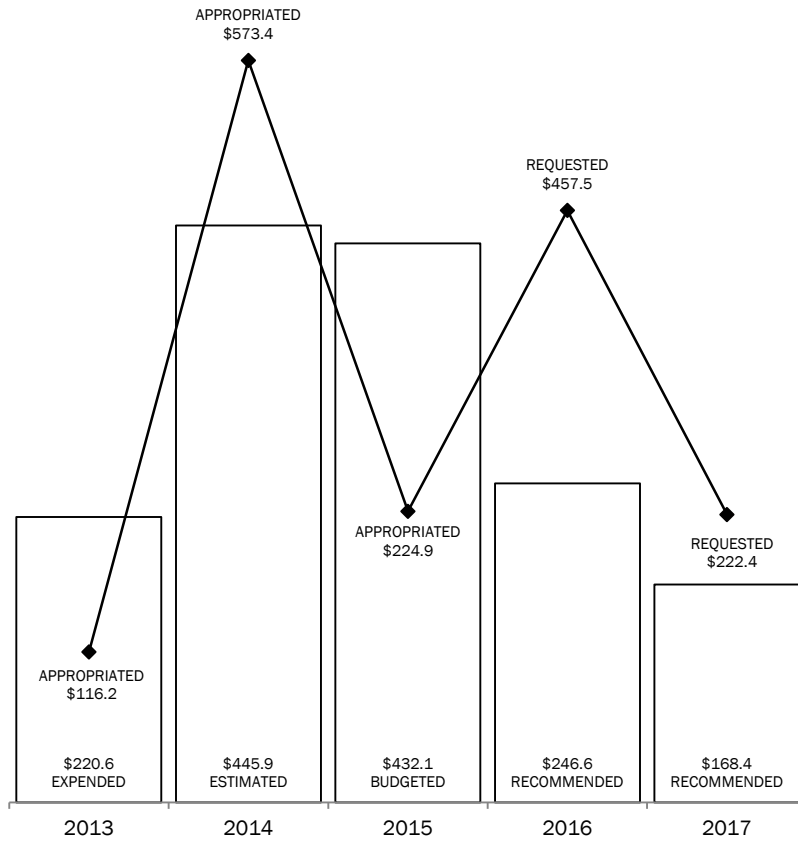 APPROPRIATED
$573.4
REQUESTED
$457.5
APPROPRIATED
$224.9
REQUESTED
$222.4
APPROPRIATED
$116.2
$220.6
EXPENDED
$445.9
ESTIMATED
$432.1
BUDGETED
$246.6
RECOMMENDED
$168.4
RECOMMENDED
2013
2014
2015
2016
2017